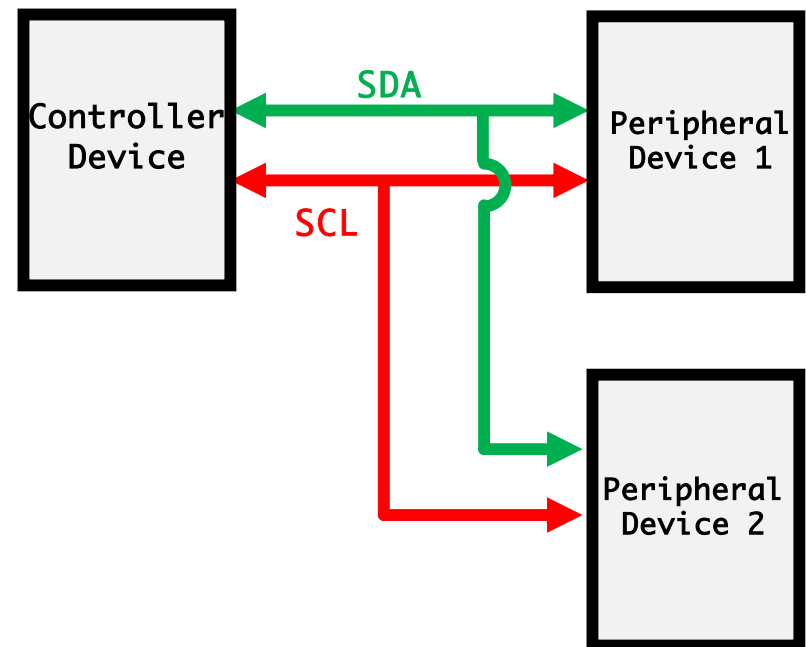 Controller
Device
SDA
SCL
Peripheral
Device 1
Peripheral
Device 2